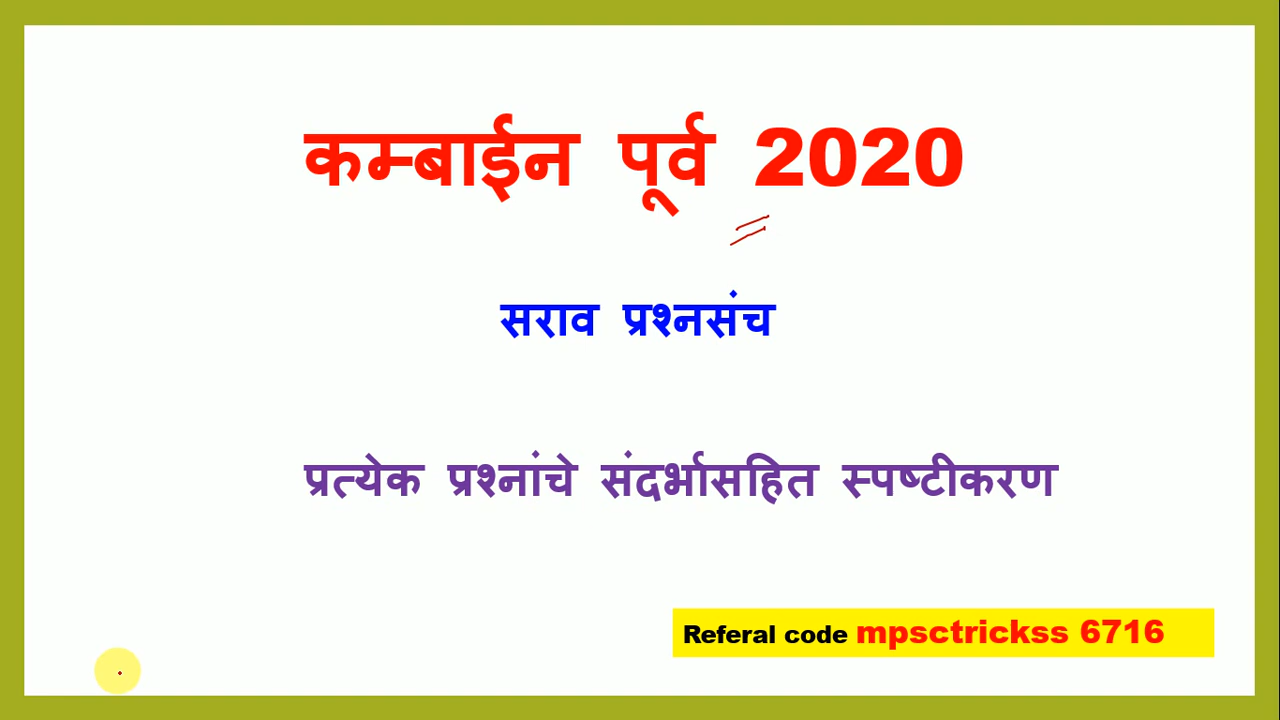 कम्बाईन पूर्व 2020
सराव प्रश्नसंच
प्रत्येक प्रश्नांचे संदर्भासहित स्पष्टीकरण
Referal code mpsctrickss 6716